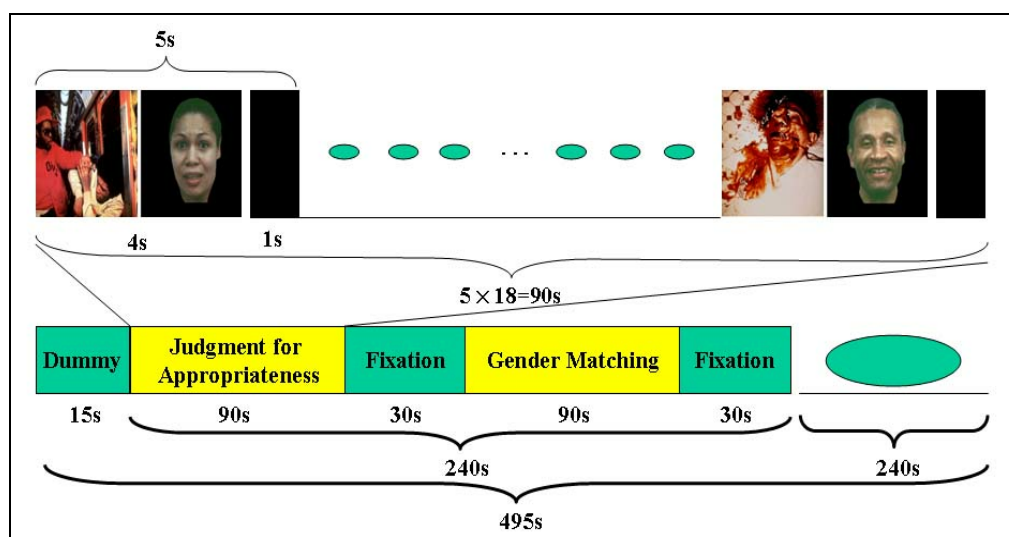 5s
...
4s
1s
5×18=90s
Dummy
Judgment for
Appropriateness
Fixation
Gender Matching
Fixation
15s
90s
30s
90s
30s
240s
240s
495s